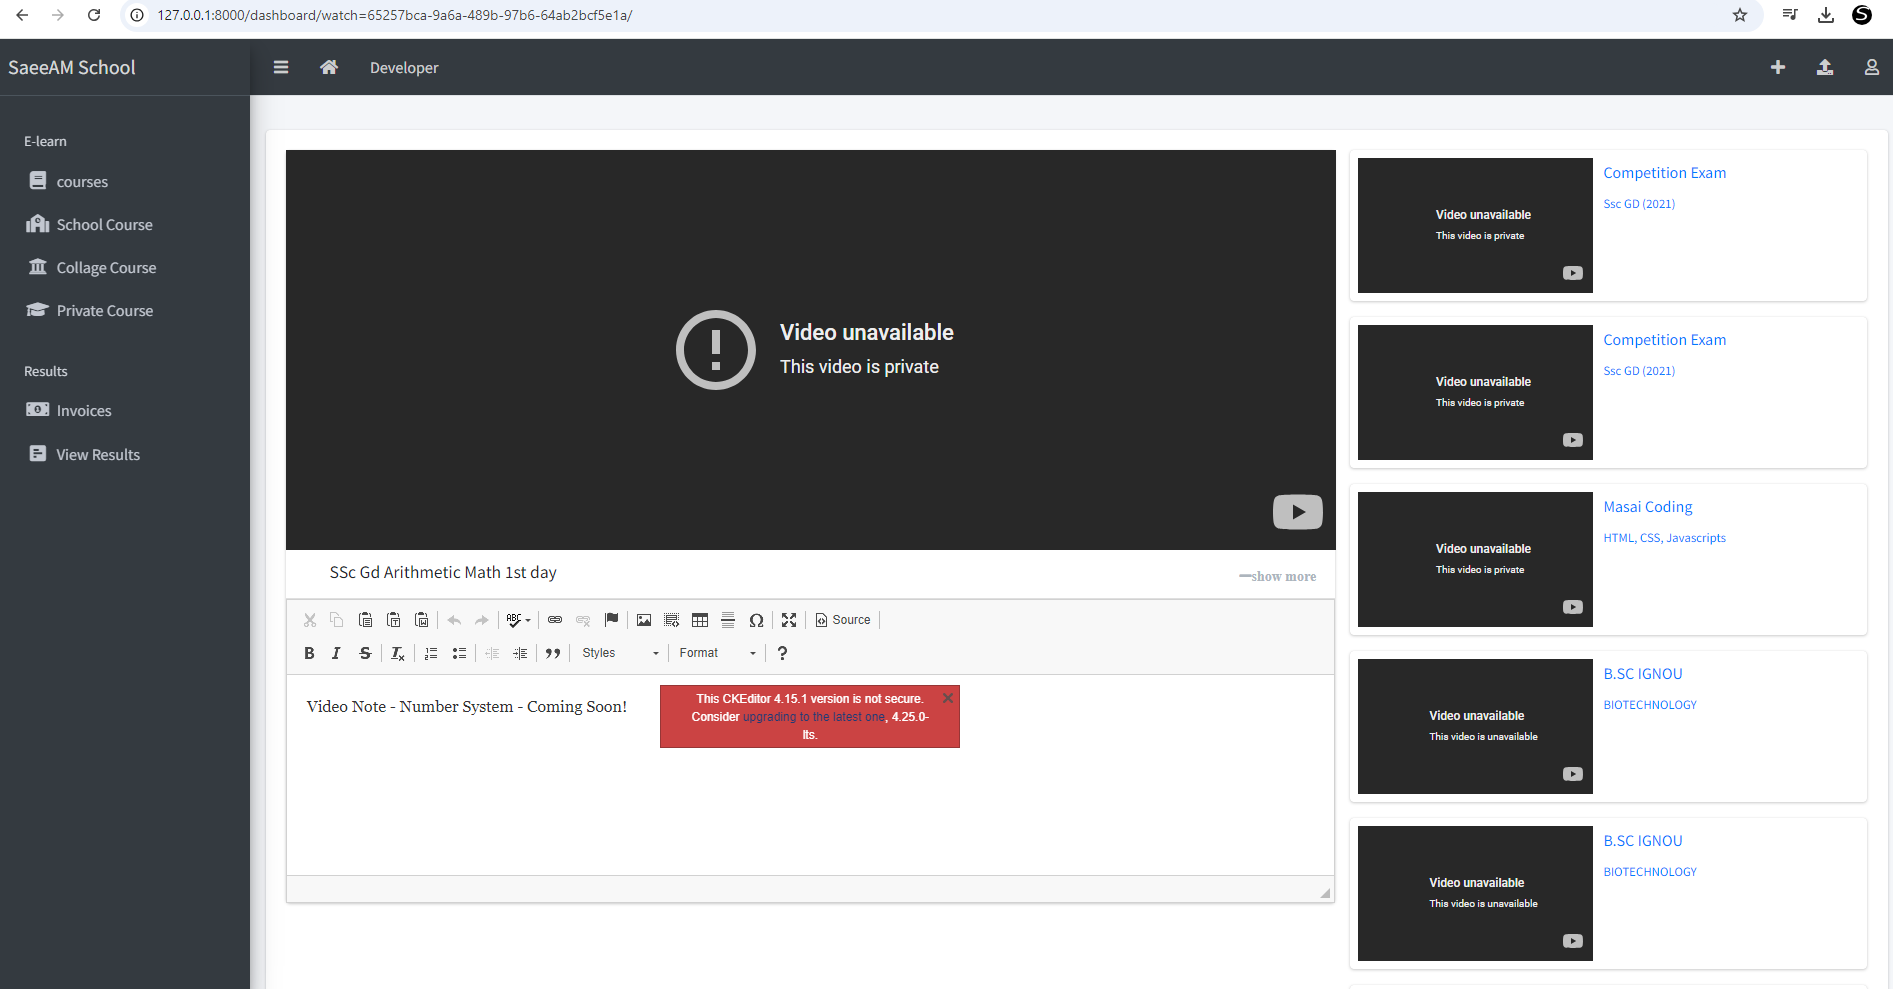 127.0.0.1:8000/dashboard/watch=65257bca-9a6a-489b-97b6-64ab2bcf5e1a/
SaeeAM School
Developer
E-learn
courses
School Course
Collage Course
Private Course
Results
Invoices
View Results
Video unavailable
This video is private
SSc Gd Arithmetic Math 1st day
—show more
ABC
Source
B I S Tx
Styles
Format
?
Video Note - Number System - Coming Soon!
This CKEditor 4.15.1 version is not secure.
Consider upgrading to the latest one, 4.25.0-
lts.
Video unavailable
This video is private
Competition Exam
Ssc GD (2021)
Video unavailable
This video is private
Competition Exam
Ssc GD (2021)
Video unavailable
This video is private
Masai Coding
HTML, CSS, Javascripts
Video unavailable
This video is unavailable
B.SC IGNOU
BIOTECHNOLOGY
Video unavailable
This video is unavailable
B.SC IGNOU
BIOTECHNOLOGY